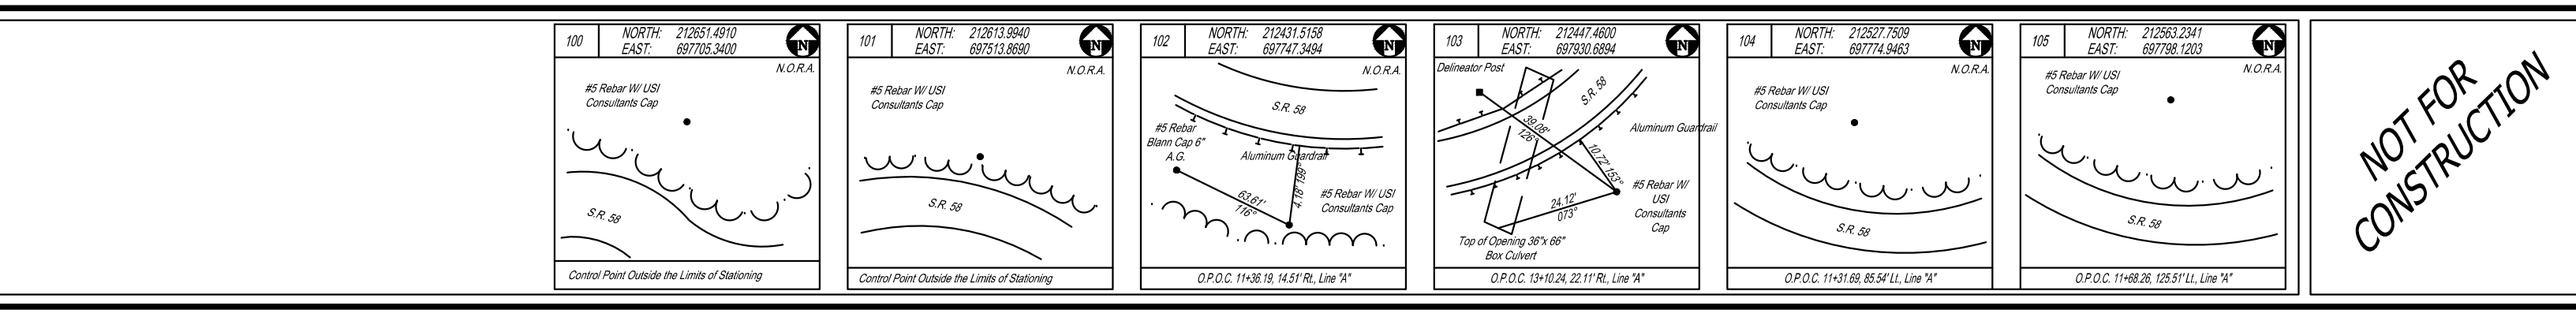 100
NORTH: 212651.4910
EAST: 697705.3400
N
N.O.R.A.
#5 Rebar W/ USI
Consultants Cap
S.R. 58
Control Point Outside the Limits of Stationing
101
NORTH: 212613.9940
EAST: 697513.8690
N
N.O.R.A.
#5 Rebar W/ USI
Consultants Cap
S.R. 58
Control Point Outside the Limits of Stationing
102
NORTH: 212431.5158
EAST: 697747.3494
N
N.O.R.A.
S.R. 58
#5 Rebar
Blann Cap 6"
A.G.
Aluminum Guardrail
63.61'
116°
4.18' 199°
#5 Rebar W/ USI
Consultants Cap
O.P.O.C. 11+36.19, 14.51' Rt., Line "A"
103
NORTH: 212447.4600
EAST: 697930.6894
N
Delineator Post
S.R. 58
39.08'
126°
Aluminum Guardrail
10.72' 153°
24.12'
073°
#5 Rebar W/
USI
Consultants
Cap
Top of Opening 36"x 66"
Box Culvert
O.P.O.C. 13+10.24, 22.11' Rt., Line "A"
104
NORTH: 212527.7509
EAST: 697774.9463
N
N.O.R.A.
#5 Rebar W/ USI
Consultants Cap
S.R. 58
O.P.O.C. 11+31.69, 85.54' Lt., Line "A"
105
NORTH: 212563.2341
EAST: 697798.1203
N
N.O.R.A.
#5 Rebar W/ USI
Consultants Cap
S.R. 58
O.P.O.C. 11+68.26, 125.51' Lt., Line "A"
NOT FOR
CONSTRUCTION